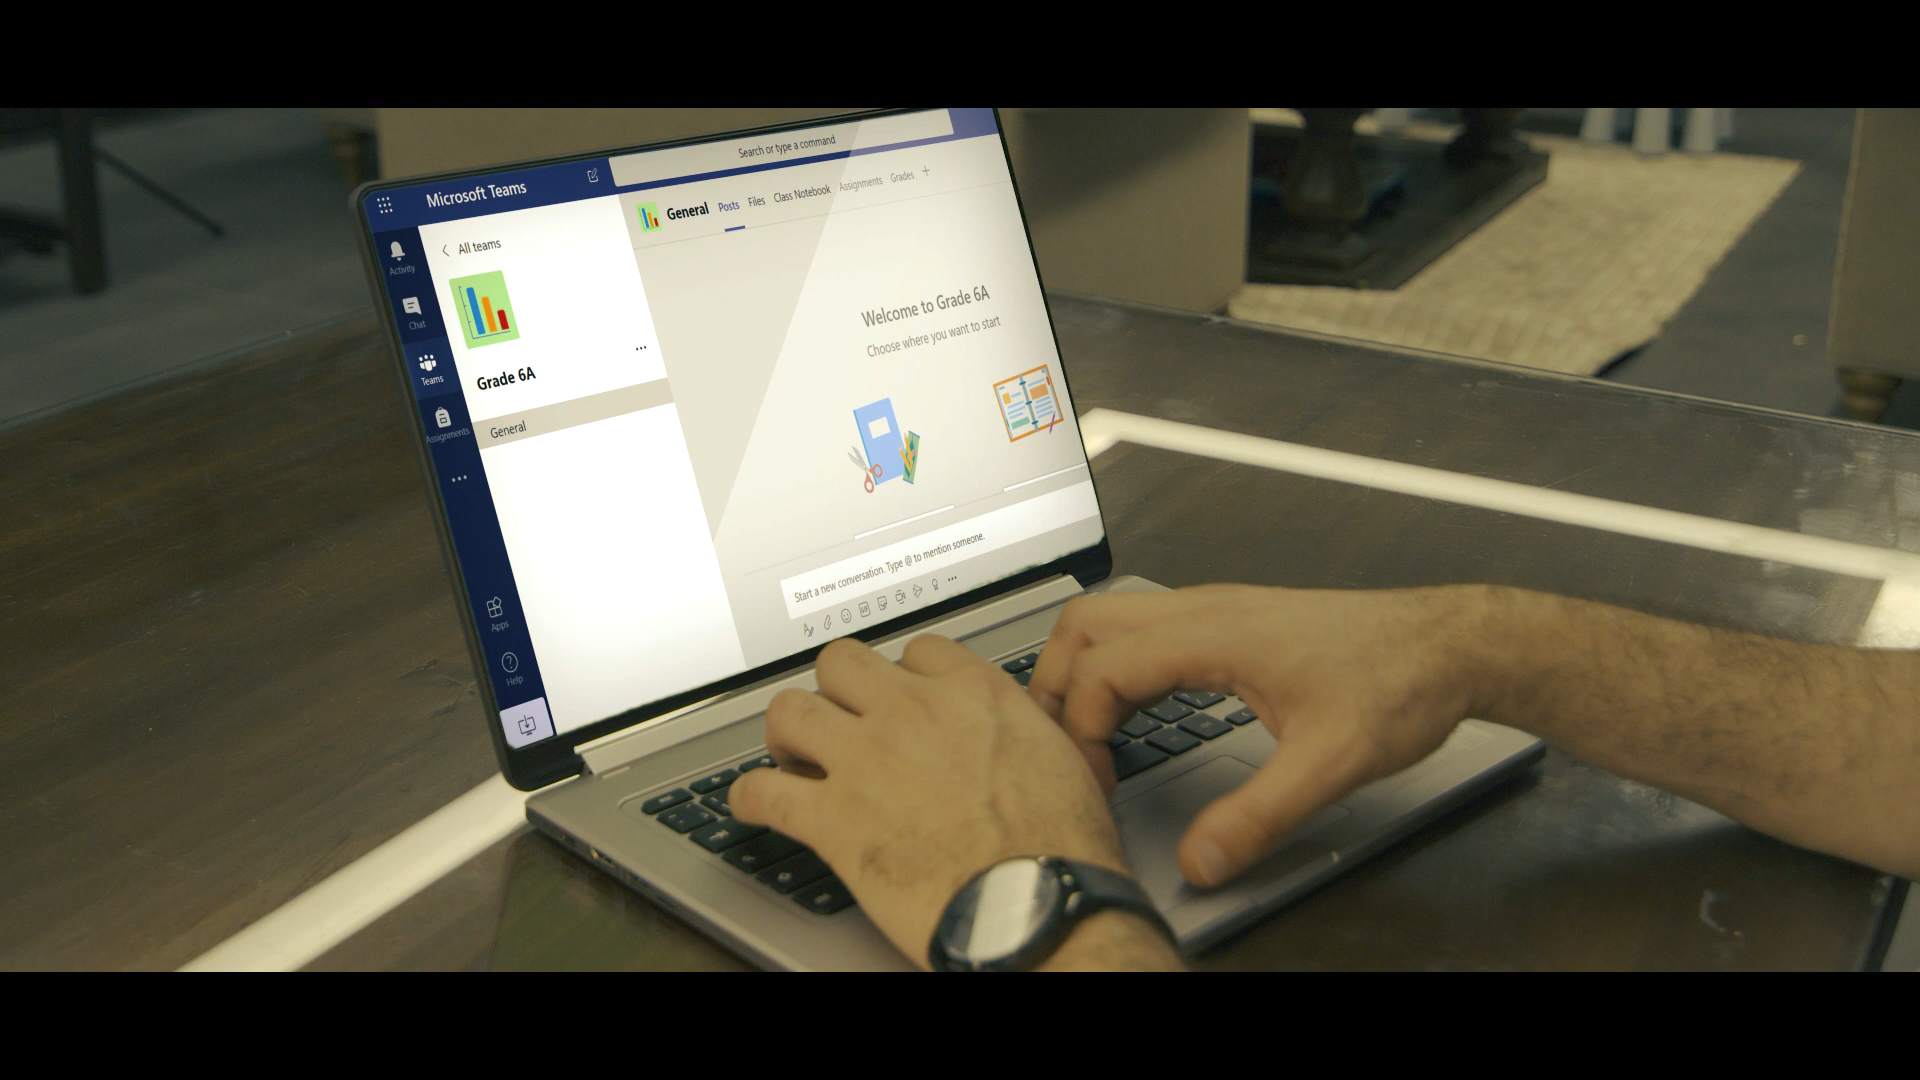 Microsoft Teams
Search or type a command
Activity
Chat
Teams
Assignments
Apps
Help
All teams
Grade 6A
General
General Posts Files Class Notebook Assignments Grades
Welcome to Grade 6A
Choose where you want to start
Start a new conversation. Type @ to mention someone.